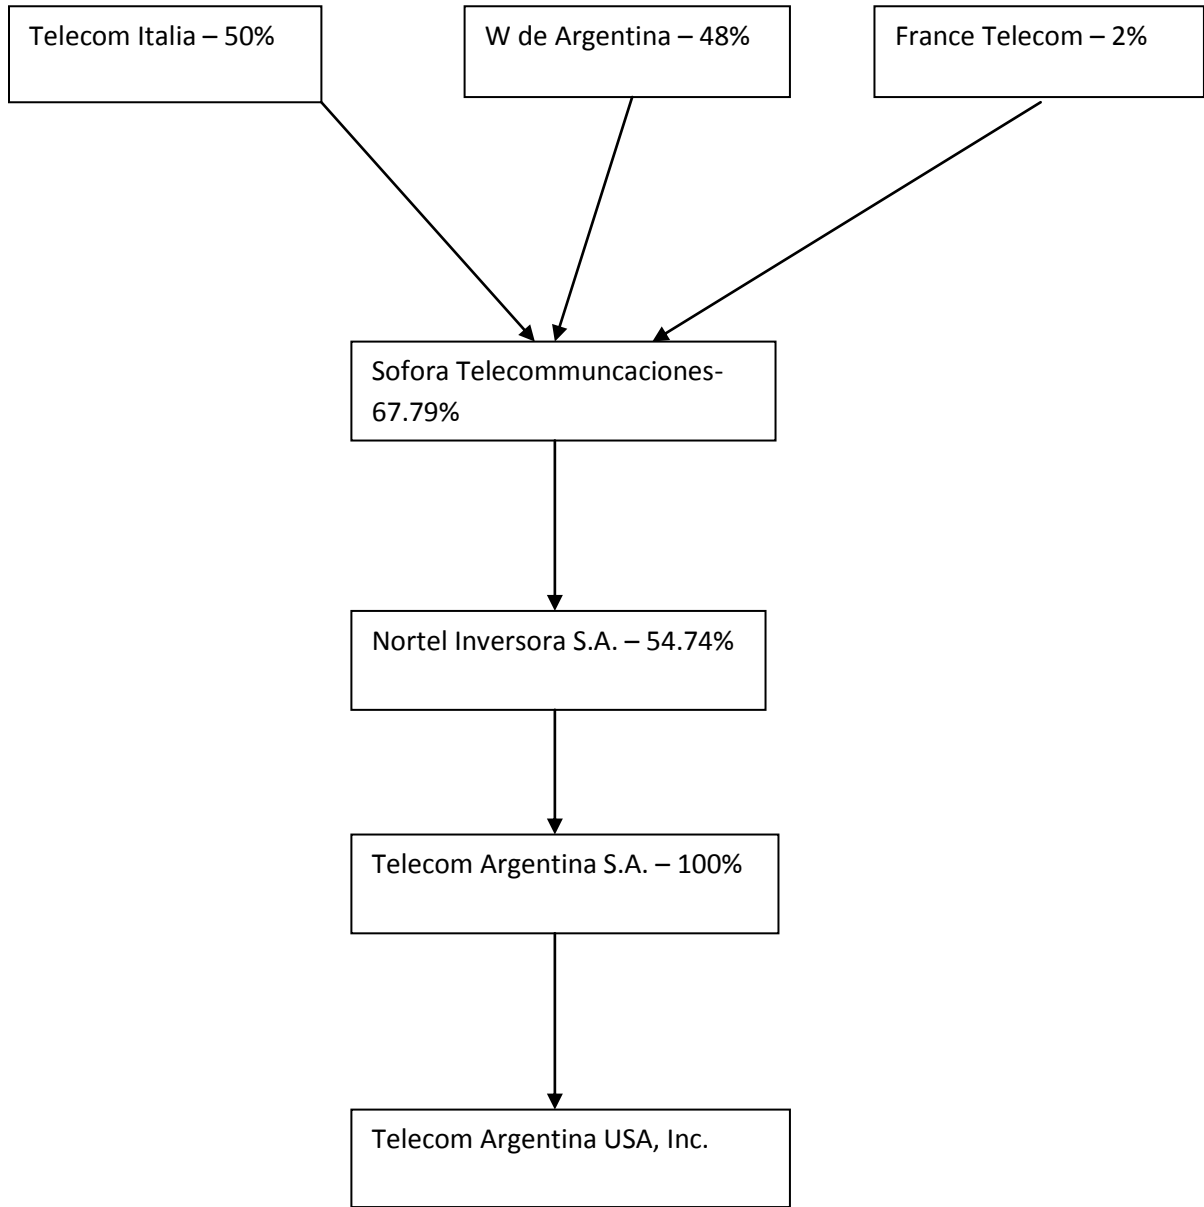 Telecom Italia – 50%
W de Argentina – 48%
France Telecom – 2%
Sofora Telecommuncaciones-
67.79%
Nortel Inversora S.A. – 54.74%
Telecom Argentina S.A. – 100%
Telecom Argentina USA, Inc.